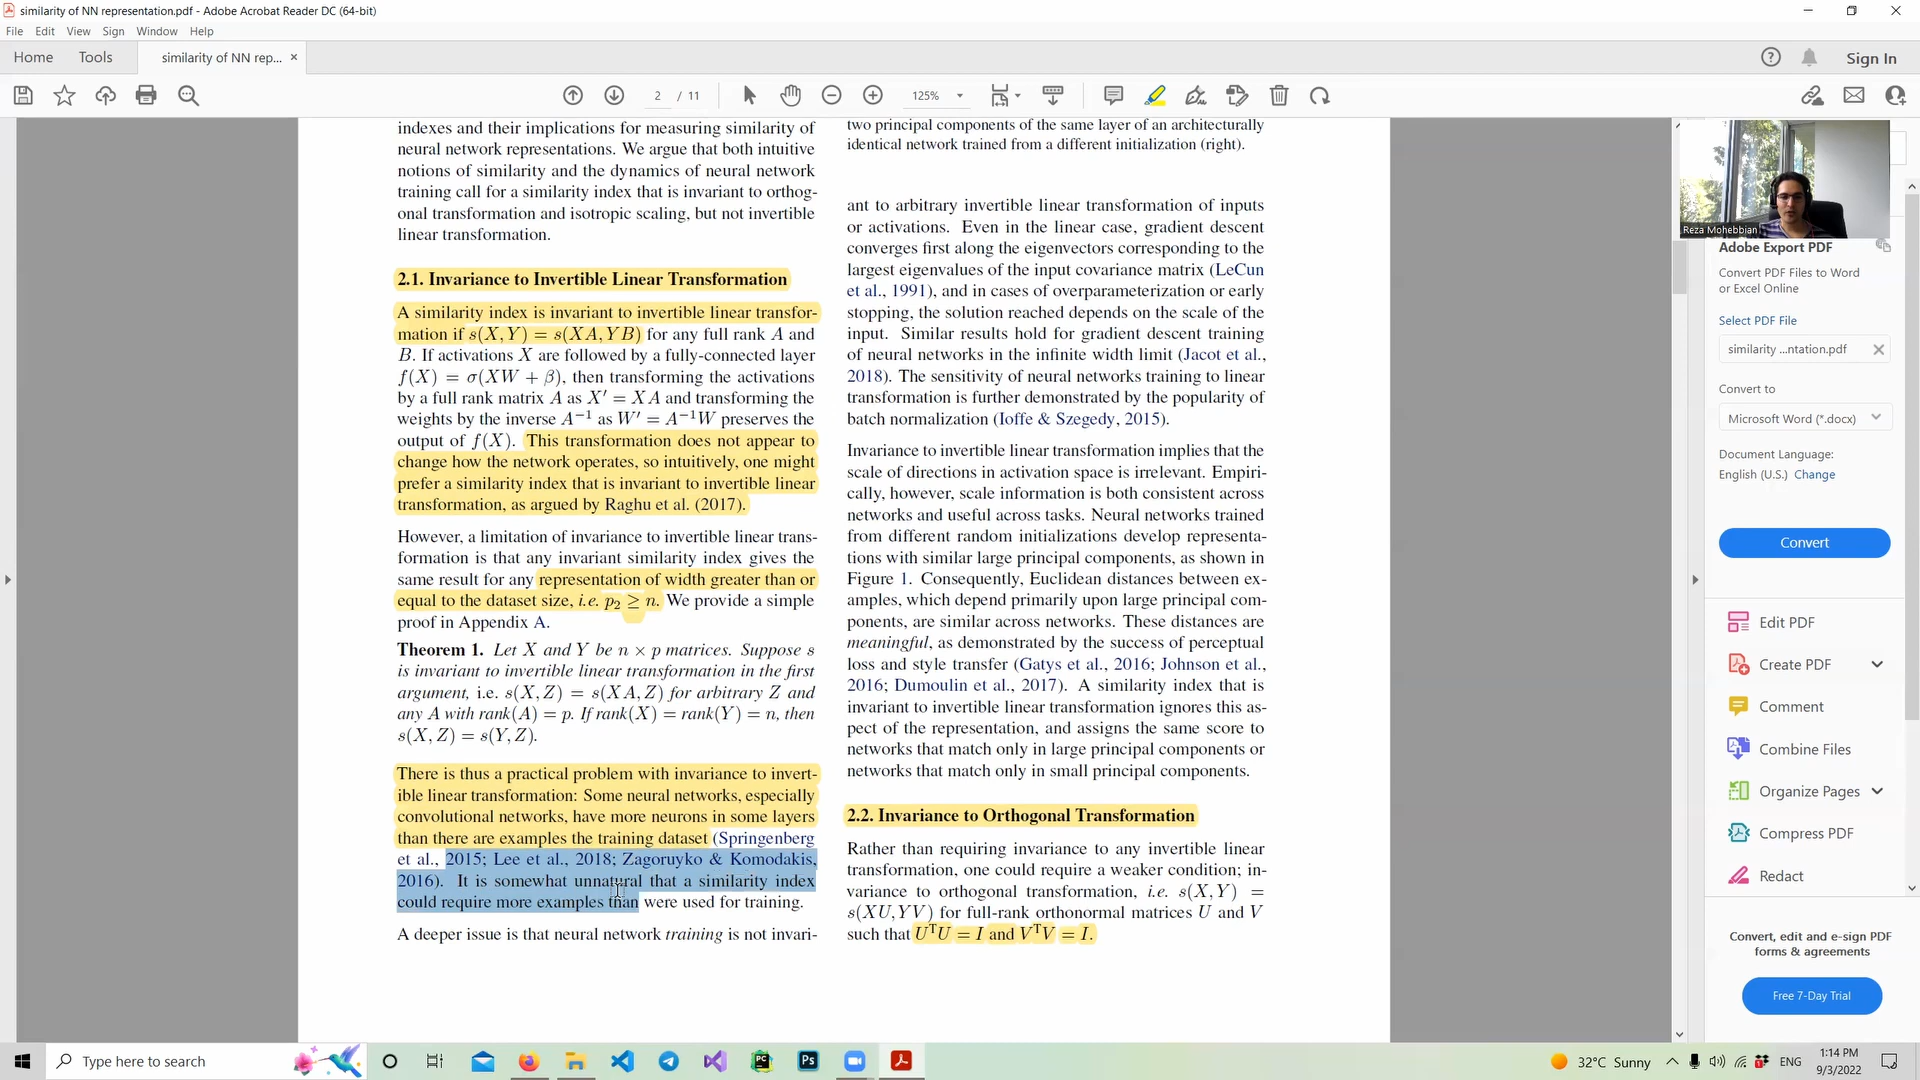 similarity of NN representation.pdf - Adobe Acrobat Reader DC (64-bit)
File Edit View Sign Window Help
Home Tools similarity of NN rep... × Sign In
2 / 11 125%
indexes and their implications for measuring similarity of
neural network representations. We argue that both intuitive
notions of similarity and the dynamics of neural network
training call for a similarity index that is invariant to orthog-
onal transformation and isotropic scaling, but not invertible
linear transformation.
2.1. Invariance to Invertible Linear Transformation
A similarity index is invariant to invertible linear transfor-
mation if s(X, Y) = s(XA, YB) for any full rank A and
B. If activations X are followed by a fully-connected layer
f(X) = σ(XW + β), then transforming the activations
by a full rank matrix A as X′ = XA and transforming the
weights by the inverse A⁻¹ as W′ = A⁻¹W preserves the
output of f(X). This transformation does not appear to
change how the network operates, so intuitively, one might
prefer a similarity index that is invariant to invertible linear
transformation, as argued by Raghu et al. (2017).
However, a limitation of invariance to invertible linear trans-
formation is that any invariant similarity index gives the
same result for any representation of width greater than or
equal to the dataset size, i.e. p₂ ≥ n. We provide a simple
proof in Appendix A.
Theorem 1. Let X and Y be n × p matrices. Suppose s
is invariant to invertible linear transformation in the first
argument, i.e. s(X, Z) = s(XA, Z) for arbitrary Z and
any A with rank(A) = p. If rank(X) = rank(Y) = n, then
s(X, Z) = s(Y, Z).
There is thus a practical problem with invariance to invert-
ible linear transformation: Some neural networks, especially
convolutional networks, have more neurons in some layers
than there are examples the training dataset (Springenberg
et al., 2015; Lee et al., 2018; Zagoruyko & Komodakis,
2016). It is somewhat unnatural that a similarity index
could require more examples than were used for training.
A deeper issue is that neural network training is not invari-
two principal components of the same layer of an architecturally
identical network trained from a different initialization (right).
ant to arbitrary invertible linear transformation of inputs
or activations. Even in the linear case, gradient descent
converges first along the eigenvectors corresponding to the
largest eigenvalues of the input covariance matrix (LeCun
et al., 1991), and in cases of overparameterization or early
stopping, the solution reached depends on the scale of the
input. Similar results hold for gradient descent training
of neural networks in the infinite width limit (Jacot et al.,
2018). The sensitivity of neural networks training to linear
transformation is further demonstrated by the popularity of
batch normalization (Ioffe & Szegedy, 2015).
Invariance to invertible linear transformation implies that the
scale of directions in activation space is irrelevant. Empiri-
cally, however, scale information is both consistent across
networks and useful across tasks. Neural networks trained
from different random initializations develop representa-
tions with similar large principal components, as shown in
Figure 1. Consequently, Euclidean distances between ex-
amples, which depend primarily upon large principal com-
ponents, are similar across networks. These distances are
meaningful, as demonstrated by the success of perceptual
loss and style transfer (Gatys et al., 2016; Johnson et al.,
2016; Dumoulin et al., 2017). A similarity index that is
invariant to invertible linear transformation ignores this as-
pect of the representation, and assigns the same score to
networks that match only in large principal components or
networks that match only in small principal components.
2.2. Invariance to Orthogonal Transformation
Rather than requiring invariance to any invertible linear
transformation, one could require a weaker condition; in-
variance to orthogonal transformation, i.e. s(X, Y) =
s(XU, YV) for full-rank orthonormal matrices U and V
such that UᵀU = I and VᵀV = I.
Reza Mohebbian
Adobe Export PDF
Convert PDF Files to Word
or Excel Online
Select PDF File
similarity ...ntation.pdf
Convert to
Microsoft Word (*.docx)
Document Language:
English (U.S.) Change
Convert
Edit PDF
Create PDF
Comment
Combine Files
Organize Pages
Compress PDF
Redact
Convert, edit and e-sign PDF
forms & agreements
Free 7-Day Trial
Type here to search
32°C Sunny
ENG
1:14 PM
9/3/2022